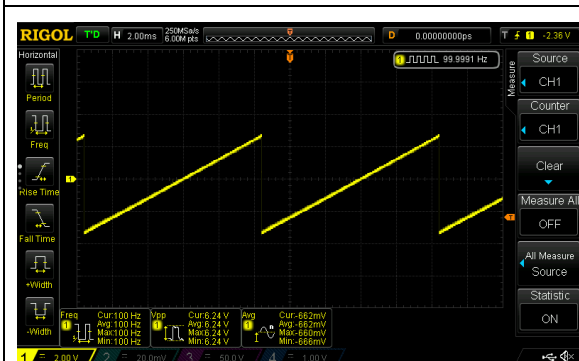 RIGOL T'D H 2.00ms 250MSa/s 6.00M pts D 0.00000000ps T 1 -2.36 V
Horizontal
1 99.9991 Hz
Measure
Source
CH1
Period
Counter
CH1
Freq
Clear
Rise Time
Measure All
OFF
Fall Time
All Measure
Source
+Width
Statistic
ON
-Width
Freq Cur:100 Hz Avg:100 Hz Max:100 Hz Min:100 Hz
Vpp Cur:6.24 V Avg:6.24 V Max:6.24 V Min:6.24 V
Avg Cur:-662mV Avg:-662mV Max:-660mV Min:-666mV
1 = 2.00 V 2 = 20.0mV 3 = 50.0 V 4 = 1.00 V